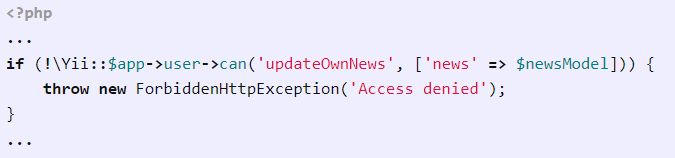 <?php
...
if (!\Yii::$app->user->can('updateOwnNews', ['news' => $newsModel])) {
    throw new ForbiddenHttpException('Access denied');
}
...